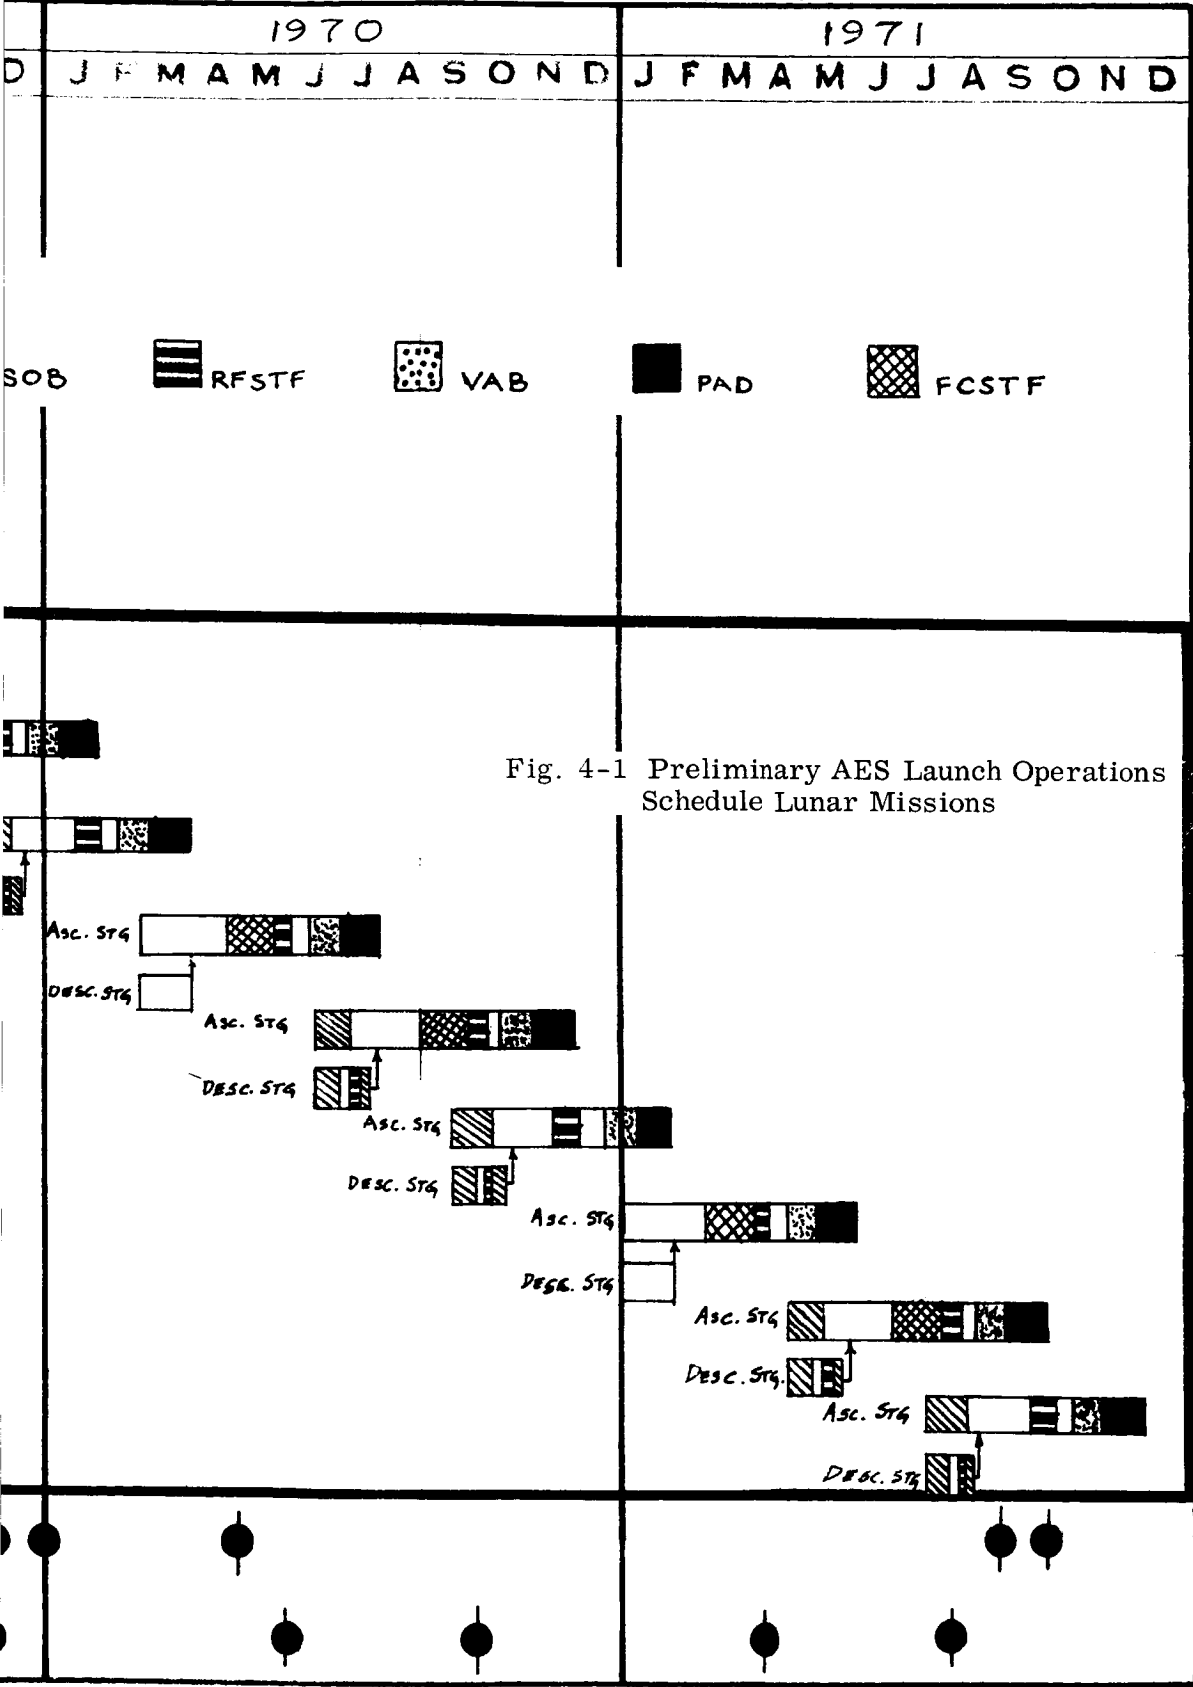 1970 1971
D J F M A M J J A S O N D J F M A M J J A S O N D
SOB RFSTF VAB PAD FCSTF
Fig. 4-1 Preliminary AES Launch Operations
Schedule Lunar Missions
ASC. STG
DESC. STG
ASC. STG
DESC. STG
ASC. STG
DESC. STG
ASC. STG
DESC. STG
ASC. STG
DESC. STG.
ASC. STG
DESC. STG